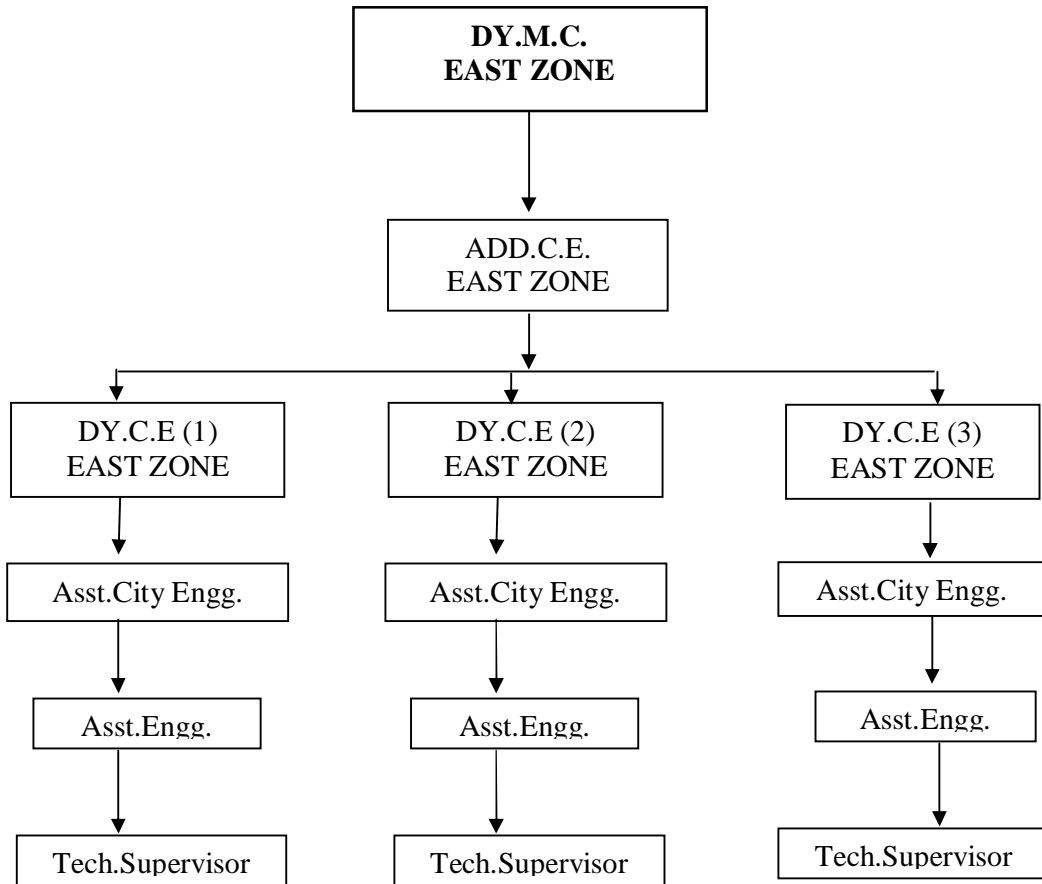 DY.M.C.
EAST ZONE
ADD.C.E.
EAST ZONE
DY.C.E (1)
EAST ZONE
DY.C.E (2)
EAST ZONE
DY.C.E (3)
EAST ZONE
Asst.City Engg.
Asst.City Engg.
Asst.City Engg.
Asst.Engg.
Asst.Engg.
Asst.Engg.
Tech.Supervisor
Tech.Supervisor
Tech.Supervisor